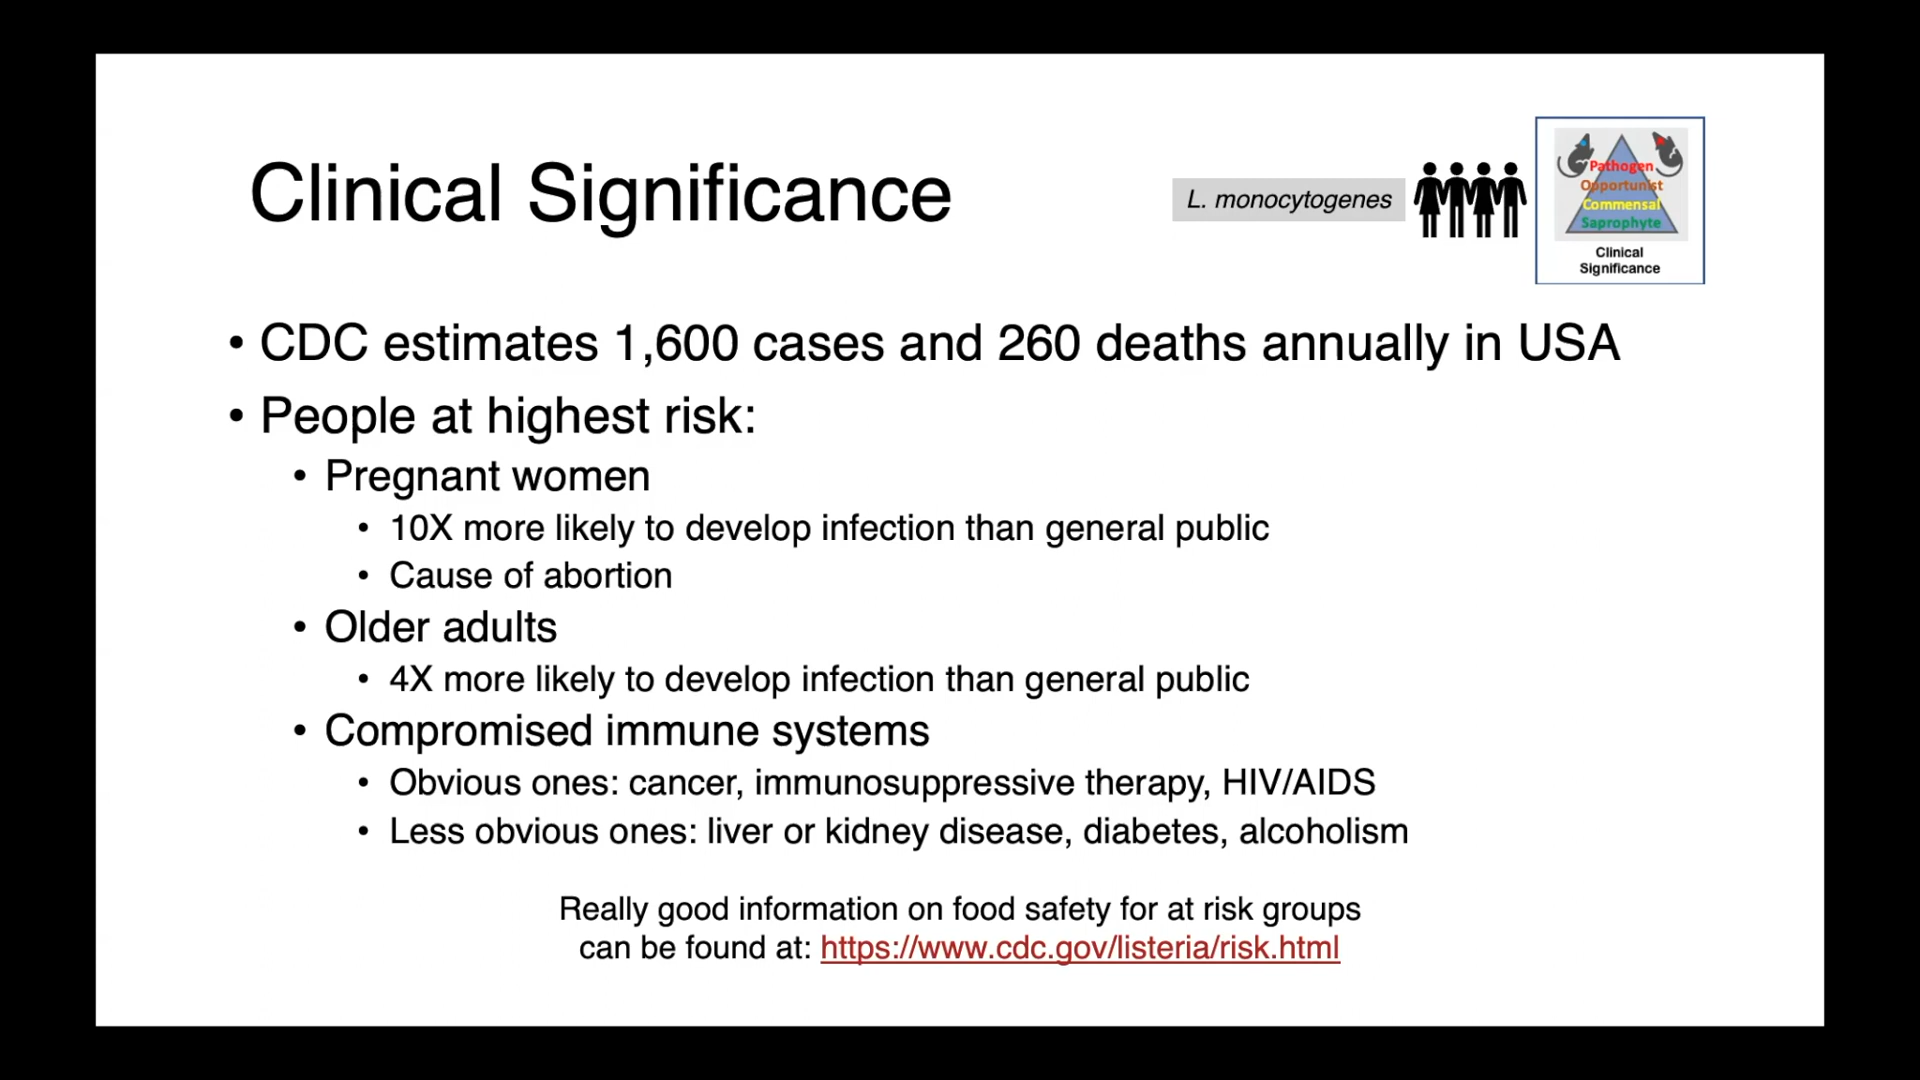 Clinical Significance
L. monocytogenes
Pathogen
Opportunist
Commensal
Saprophyte
Clinical
Significance
• CDC estimates 1,600 cases and 260 deaths annually in USA
• People at highest risk:
• Pregnant women
• 10X more likely to develop infection than general public
• Cause of abortion
• Older adults
• 4X more likely to develop infection than general public
• Compromised immune systems
• Obvious ones: cancer, immunosuppressive therapy, HIV/AIDS
• Less obvious ones: liver or kidney disease, diabetes, alcoholism
Really good information on food safety for at risk groups
can be found at: https://www.cdc.gov/listeria/risk.html